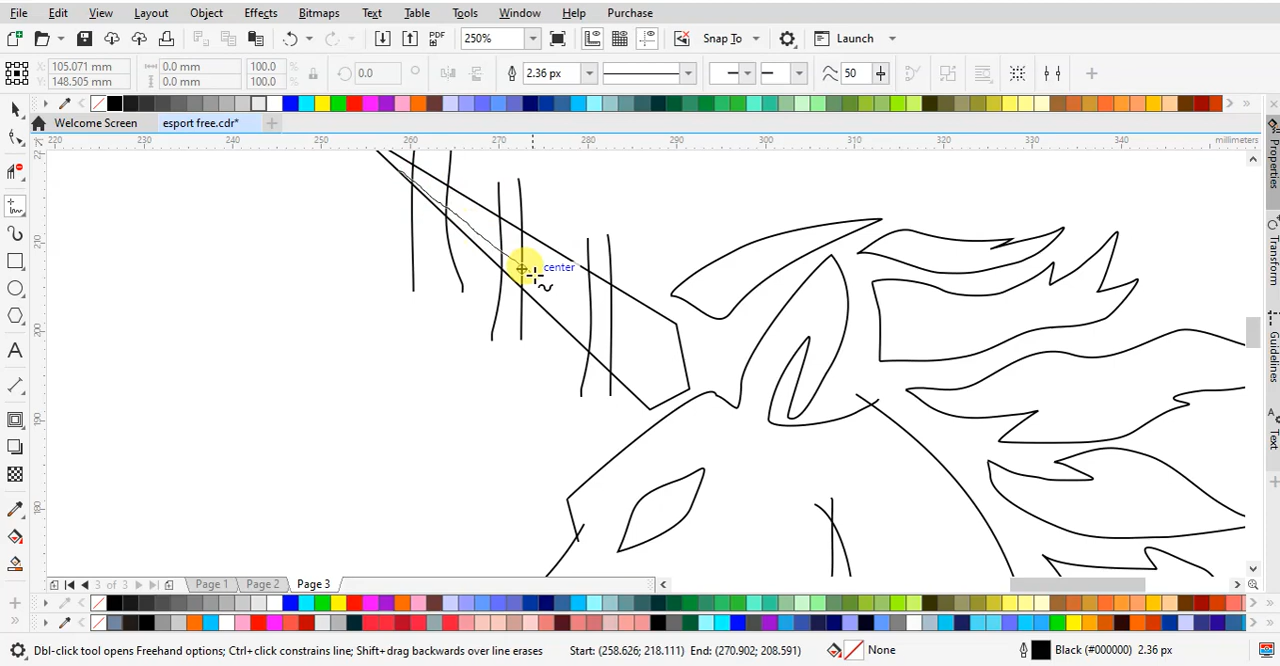 File Edit View Layout Object Effects Bitmaps Text Table Tools Window Help Purchase
PDF 250% Snap To Launch
X: 105.071 mm 0.0 mm 100.0 %
Y: 148.505 mm 0.0 mm 100.0 % 0.0 ° 2.36 px 50
Welcome Screen esport free.cdr*
220 230 240 250 260 270 280 290 300 310 320 330 340 millimeters
210
200
190
180
center
Properties
Transform
Guidelines
Text
3 of 3 Page 1 Page 2 Page 3
Dbl-click tool opens Freehand options; Ctrl+click constrains line; Shift+drag backwards over line erases Start: (258.626; 218.111) End: (270.902; 208.591) None Black (#000000) 2.36 px